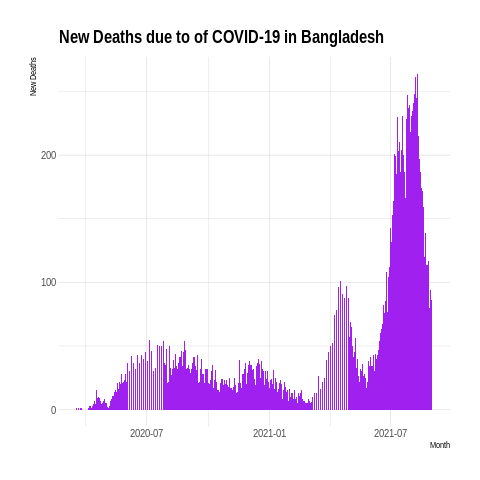 New Deaths due to of COVID-19 in Bangladesh
New Deaths
200
100
0
2020-07
2021-01
2021-07
Month